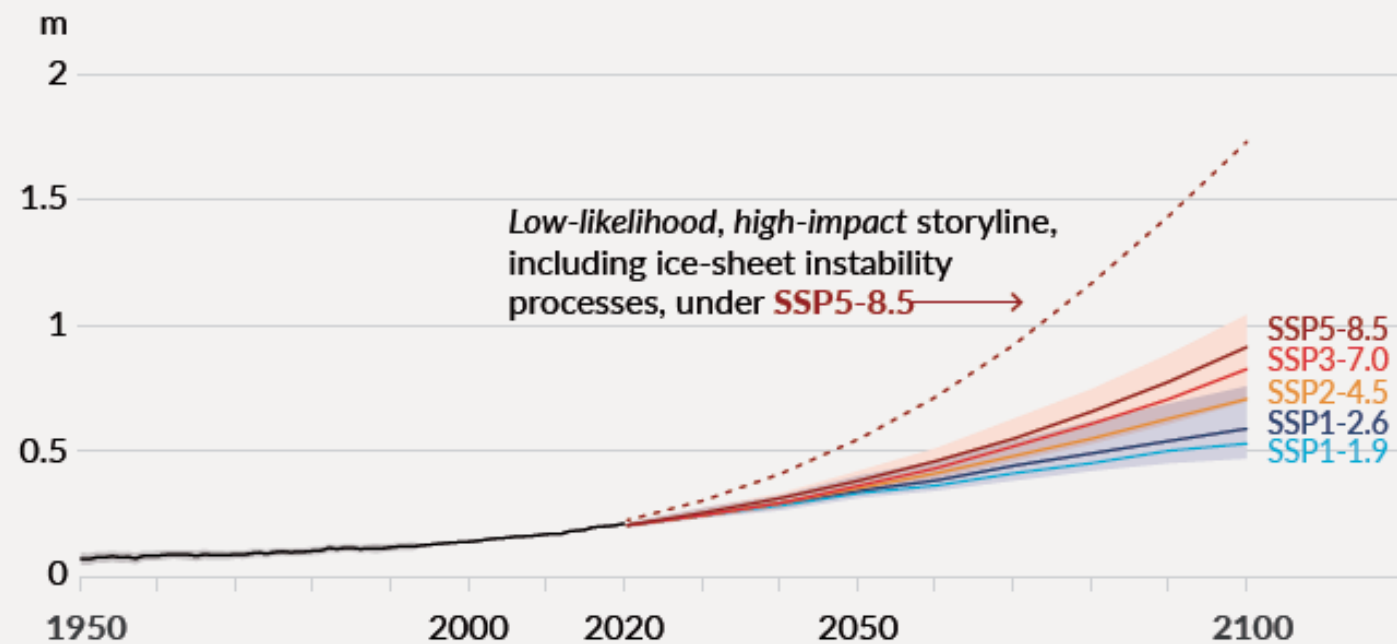 m
2
1.5
Low-likelihood, high-impact storyline,
including ice-sheet instability
processes, under SSP5-8.5
1
SSP5-8.5
SSP3-7.0
SSP2-4.5
SSP1-2.6
0.5
SSP1-1.9
0
1950 2000 2020 2050 2100